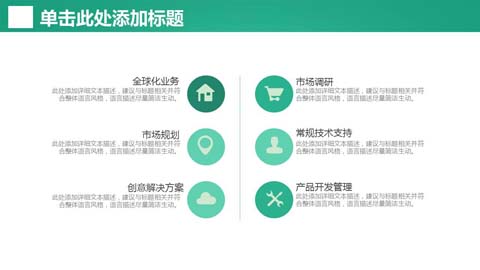 单击此处添加标题
全球化业务
此处添加详细文本描述，建议与标题相关并符
合整体语言风格，语言描述尽量简洁生动。
市场规划
此处添加详细文本描述，建议与标题相关并符
合整体语言风格，语言描述尽量简洁生动。
创意解决方案
此处添加详细文本描述，建议与标题相关并符
合整体语言风格，语言描述尽量简洁生动。
市场调研
此处添加详细文本描述，建议与标题相关并符
合整体语言风格，语言描述尽量简洁生动。
常规技术支持
此处添加详细文本描述，建议与标题相关并符
合整体语言风格，语言描述尽量简洁生动。
产品开发管理
此处添加详细文本描述，建议与标题相关并符
合整体语言风格，语言描述尽量简洁生动。